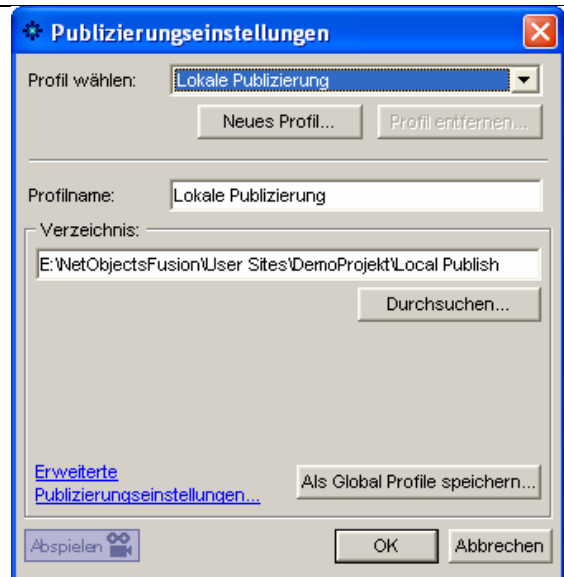 Publizierungseinstellungen
Profil wählen:
Lokale Publizierung
Neues Profil...
Profil entfernen...
Profilname:
Lokale Publizierung
Verzeichnis:
E:\NetObjectsFusion\User Sites\DemoProjekt\Local Publish
Durchsuchen...
Erweiterte
Publizierungseinstellungen...
Als Global Profile speichern...
Abspielen
OK
Abbrechen